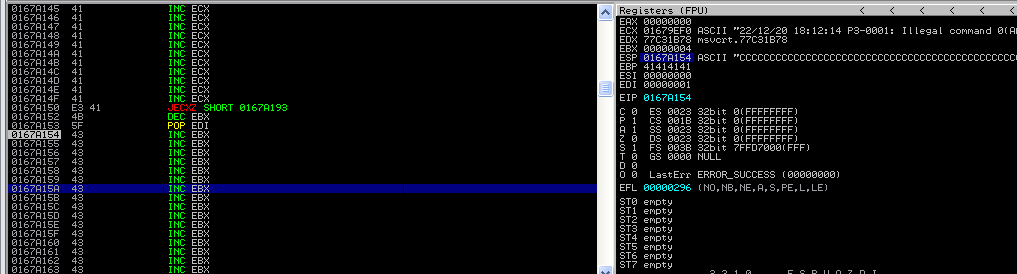 0167A145 41 INC ECX
0167A146 41 INC ECX
0167A147 41 INC ECX
0167A148 41 INC ECX
0167A149 41 INC ECX
0167A14A 41 INC ECX
0167A14B 41 INC ECX
0167A14C 41 INC ECX
0167A14D 41 INC ECX
0167A14E 41 INC ECX
0167A14F 41 INC ECX
0167A150 E3 41 JECXZ SHORT 0167A193
0167A152 4B DEC EBX
0167A153 5F POP EDI
0167A154 43 INC EBX
0167A155 43 INC EBX
0167A156 43 INC EBX
0167A157 43 INC EBX
0167A158 43 INC EBX
0167A159 43 INC EBX
0167A15A 43 INC EBX
0167A15B 43 INC EBX
0167A15C 43 INC EBX
0167A15D 43 INC EBX
0167A15E 43 INC EBX
0167A15F 43 INC EBX
0167A160 43 INC EBX
0167A161 43 INC EBX
0167A162 43 INC EBX
0167A163 43 INC EBX
Registers (FPU) < < < < < <
EAX 00000000
ECX 01679EF0 ASCII "22/12/20 18:12:14 P3-0001: Illegal command 0(A
EDX 77C31B78 msvcrt.77C31B78
EBX 00000004
ESP 0167A154 ASCII "CCCCCCCCCCCCCCCCCCCCCCCCCCCCCCCCCCCCCCCCCCCCC
EBP 41414141
ESI 00000000
EDI 00000001
EIP 0167A154
C 0 ES 0023 32bit 0(FFFFFFFF)
P 1 CS 001B 32bit 0(FFFFFFFF)
A 1 SS 0023 32bit 0(FFFFFFFF)
Z 0 DS 0023 32bit 0(FFFFFFFF)
S 1 FS 003B 32bit 7FFD7000(FFF)
T 0 GS 0000 NULL
D 0
O 0 LastErr ERROR_SUCCESS (00000000)
EFL 00000296 (NO,NB,NE,A,S,PE,L,LE)
ST0 empty
ST1 empty
ST2 empty
ST3 empty
ST4 empty
ST5 empty
ST6 empty
ST7 empty
3 2 1 0 E S P U O Z D I